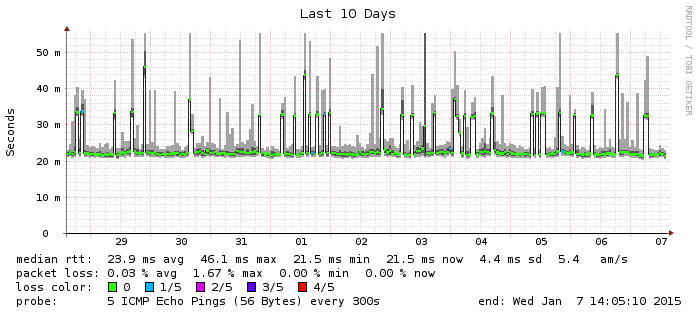 Last 10 Days
RRDTOOL / TOBI OETIKER
Seconds
50 m
40 m
30 m
20 m
10 m
0
29 30 31 01 02 03 04 05 06 07
median rtt: 23.9 ms avg 46.1 ms max 21.5 ms min 21.5 ms now 4.4 ms sd 5.4 am/s
packet loss: 0.03 % avg 1.67 % max 0.00 % min 0.00 % now
loss color: 0 1/5 2/5 3/5 4/5
probe: 5 ICMP Echo Pings (56 Bytes) every 300s end: Wed Jan 7 14:05:10 2015